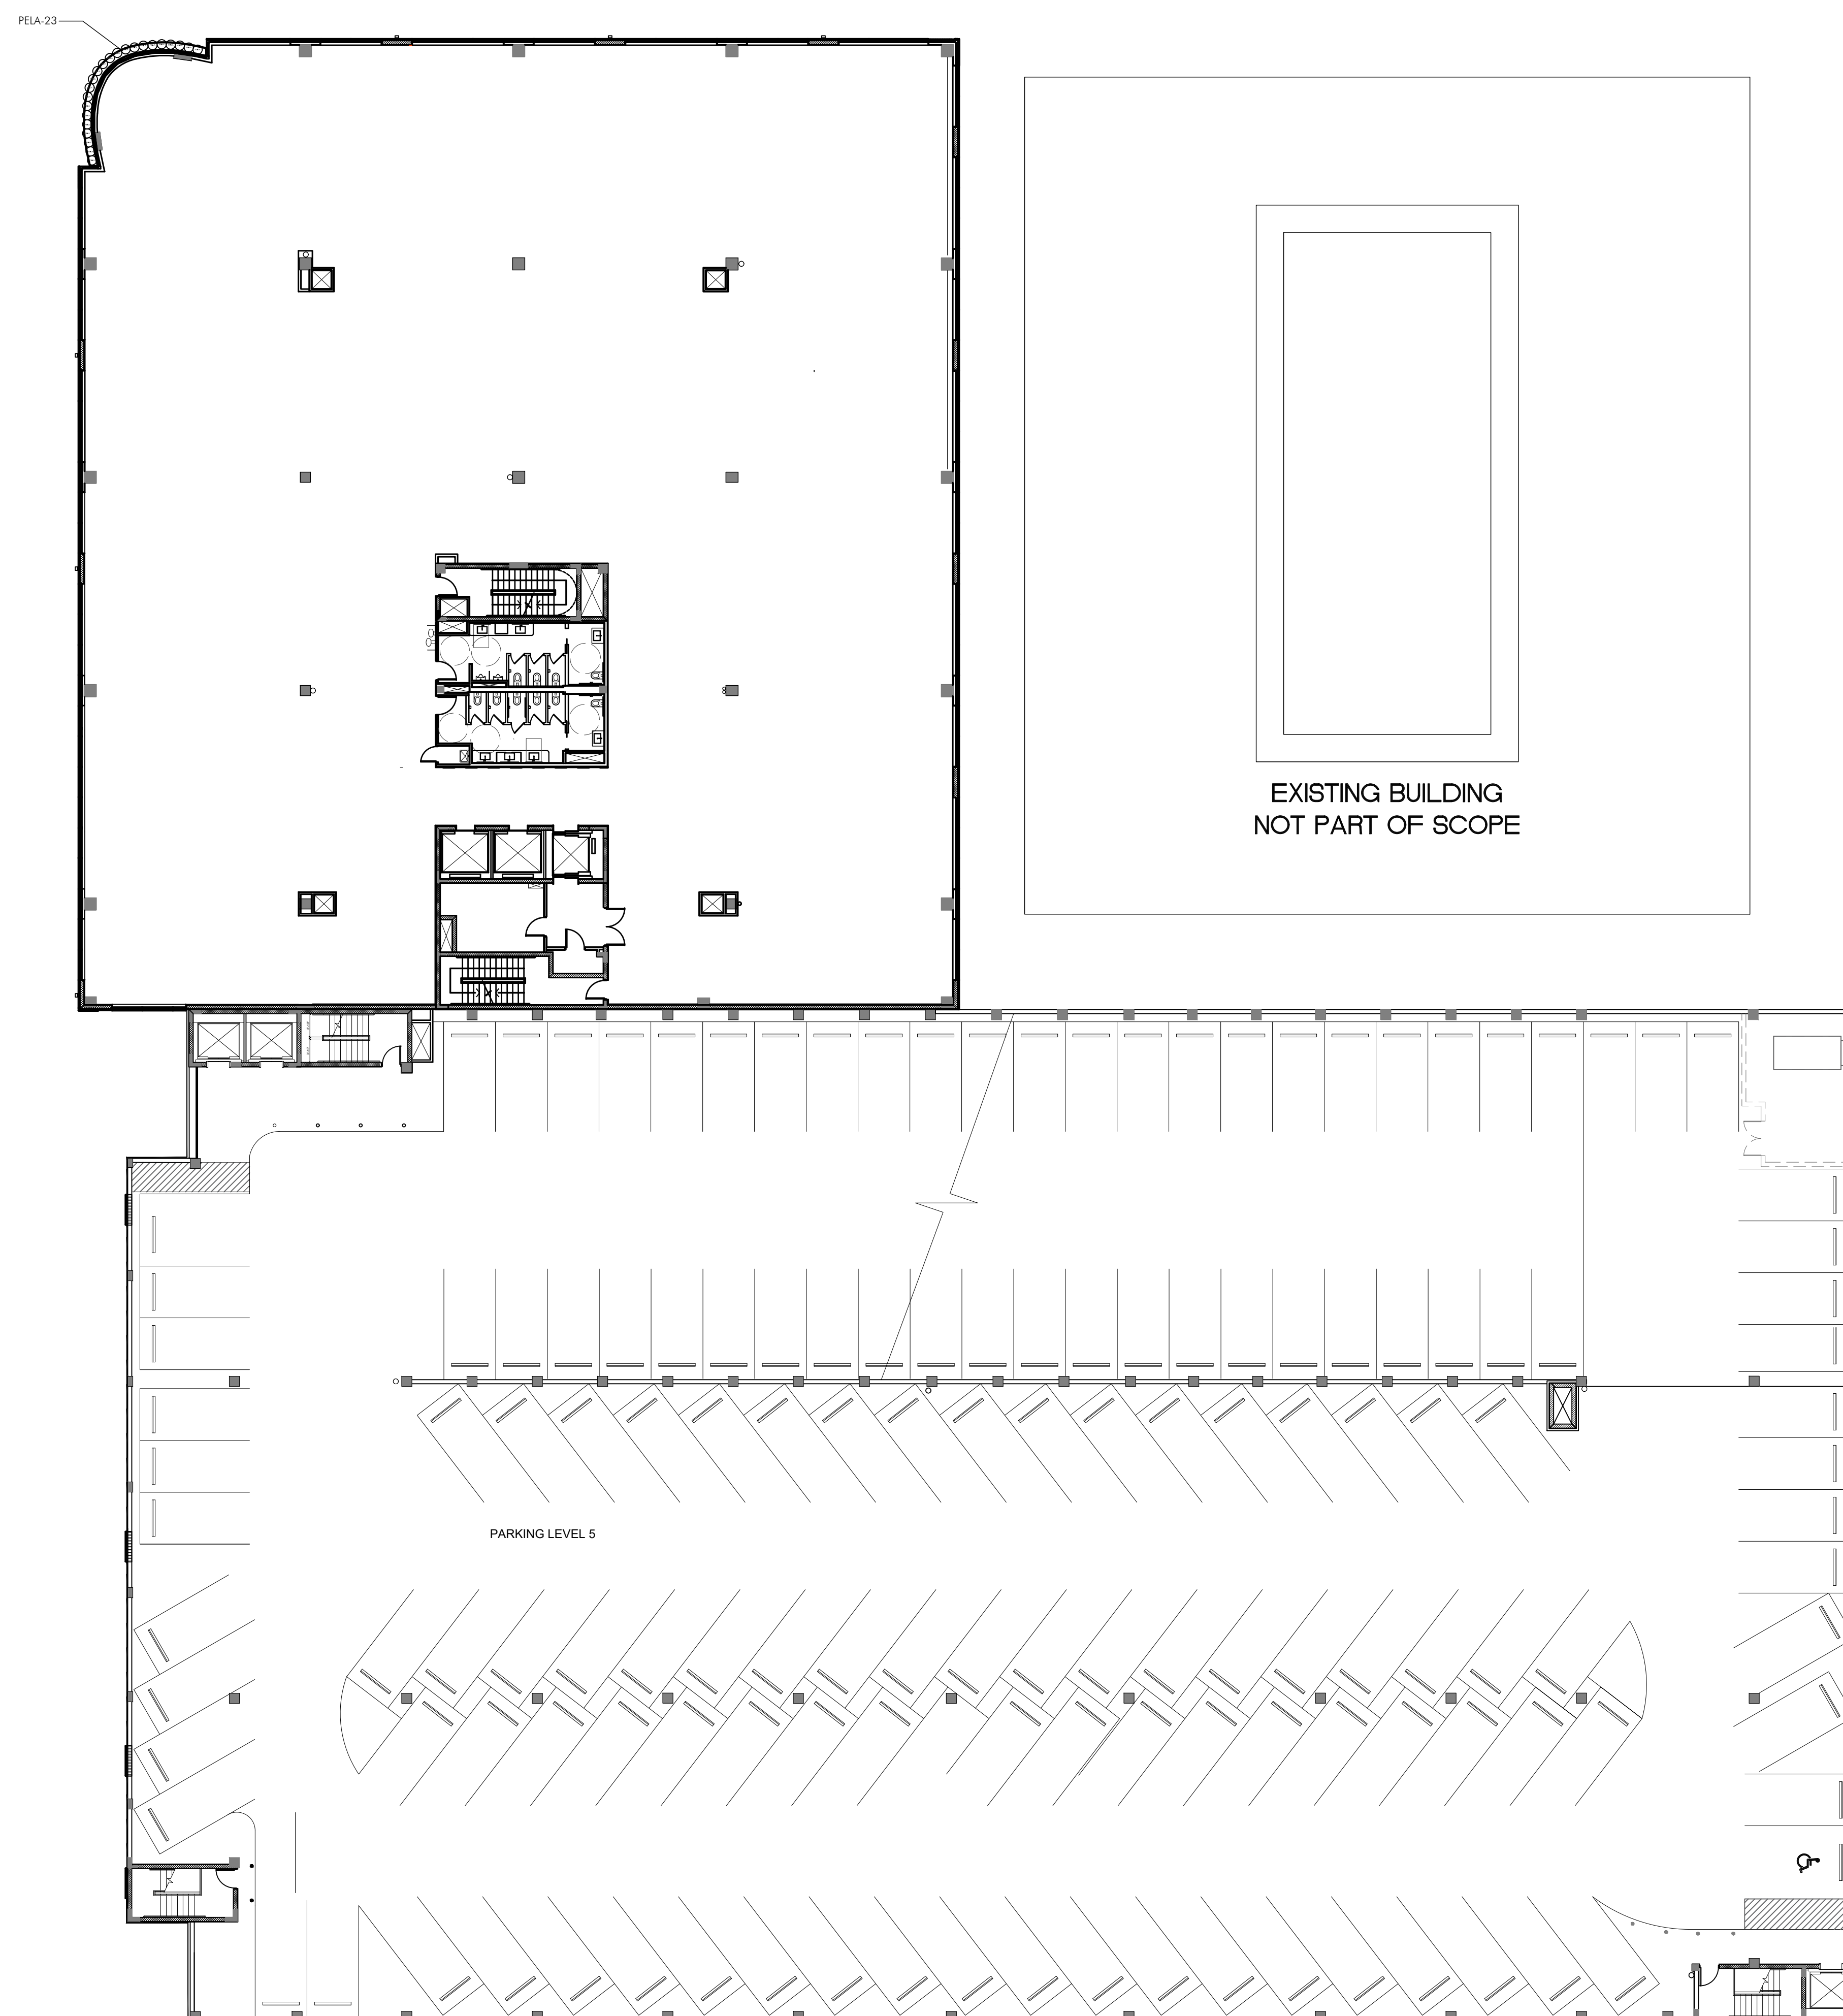 PELA-23
EXISTING BUILDING
NOT PART OF SCOPE
PARKING LEVEL 5